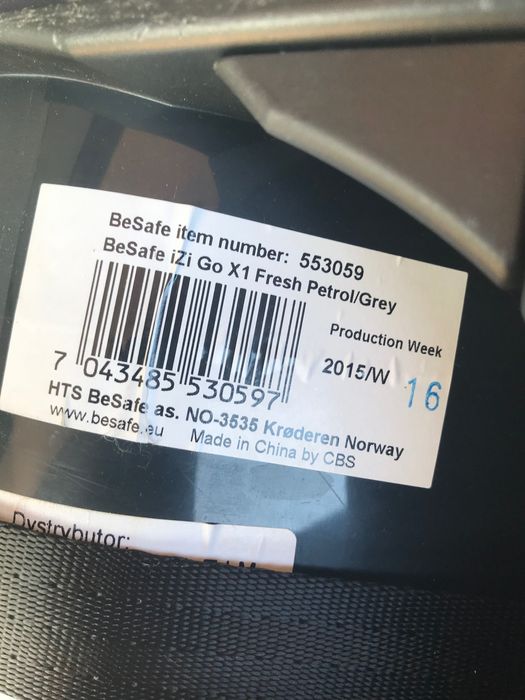 BeSafe item number: 553059
BeSafe iZi Go X1 Fresh Petrol/Grey
Production Week
2015/W 16
7 043485 530597
HTS BeSafe as. NO-3535 Krøderen Norway
www.besafe.eu Made in China by CBS
Dystrybutor: